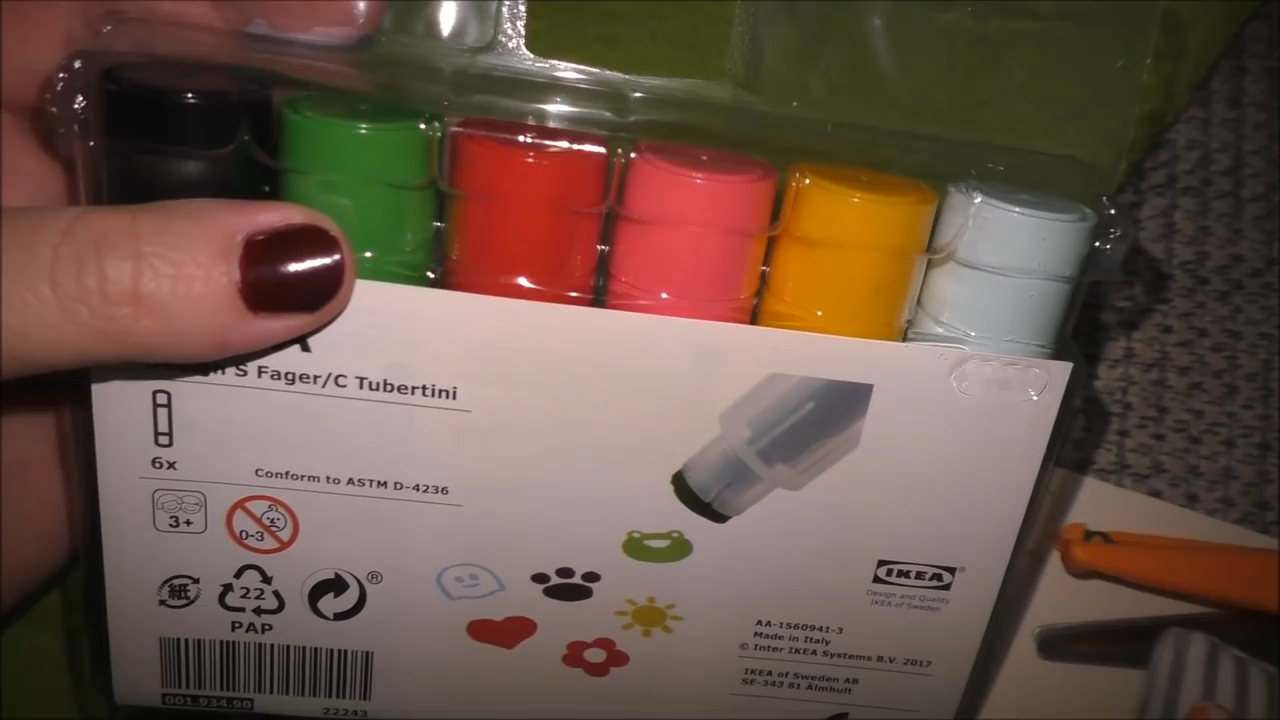 S Fager/C Tubertini
6x
Conform to ASTM D-4236
3+
0-3
紙
22
PAP
®
001.934.90
22243
IKEA®
Design and Quality
IKEA of Sweden
AA-1560941-3
Made in Italy
© Inter IKEA Systems B.V. 2017
IKEA of Sweden AB
SE-343 81 Älmhult